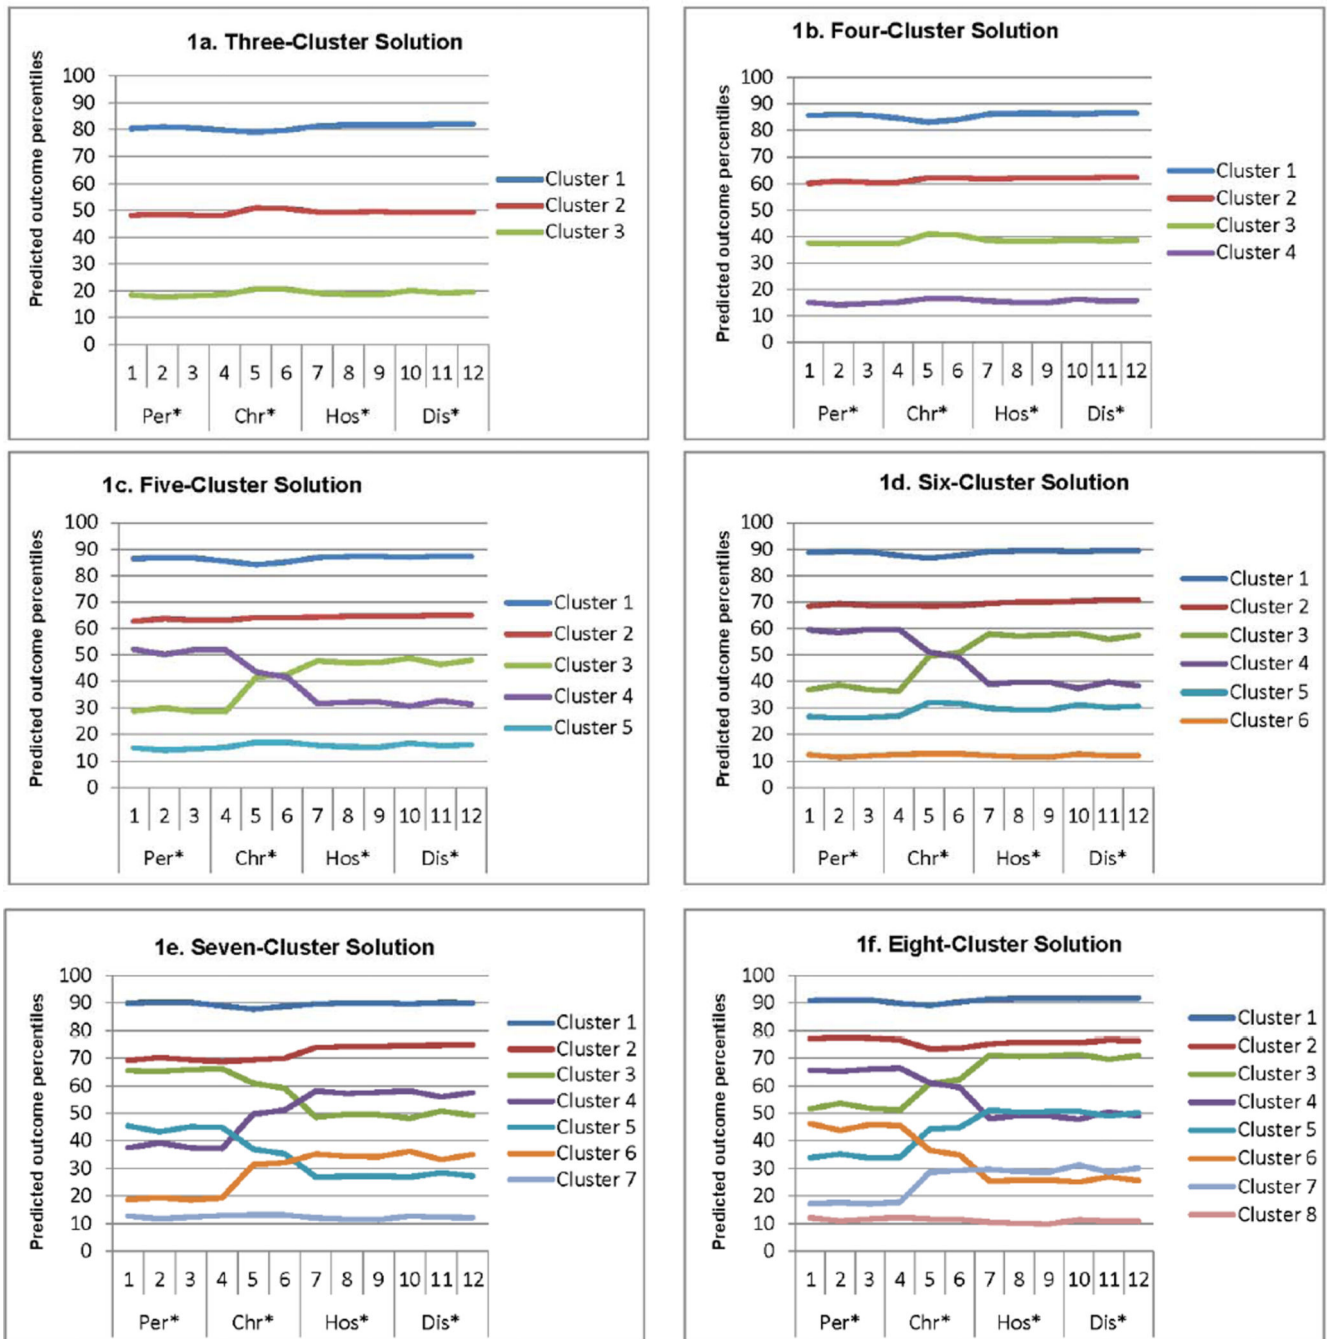 1a. Three-Cluster Solution
Predicted outcome percentiles
100
90
80
70
60
50
40
30
20
10
0
Cluster 1
Cluster 2
Cluster 3
1 2 3 4 5 6 7 8 9 10 11 12
Per* Chr* Hos* Dis*
1b. Four-Cluster Solution
Predicted outcome percentiles
100
90
80
70
60
50
40
30
20
10
0
Cluster 1
Cluster 2
Cluster 3
Cluster 4
1 2 3 4 5 6 7 8 9 10 11 12
Per* Chr* Hos* Dis*
1c. Five-Cluster Solution
Predicted outcome percentiles
100
90
80
70
60
50
40
30
20
10
0
Cluster 1
Cluster 2
Cluster 3
Cluster 4
Cluster 5
1 2 3 4 5 6 7 8 9 10 11 12
Per* Chr* Hos* Dis*
1d. Six-Cluster Solution
Predicted outcome percentiles
100
90
80
70
60
50
40
30
20
10
0
Cluster 1
Cluster 2
Cluster 3
Cluster 4
Cluster 5
Cluster 6
1 2 3 4 5 6 7 8 9 10 11 12
Per* Chr* Hos* Dis*
1e. Seven-Cluster Solution
Predicted outcome percentiles
100
90
80
70
60
50
40
30
20
10
0
Cluster 1
Cluster 2
Cluster 3
Cluster 4
Cluster 5
Cluster 6
Cluster 7
1 2 3 4 5 6 7 8 9 10 11 12
Per* Chr* Hos* Dis*
1f. Eight-Cluster Solution
Predicted outcome percentiles
100
90
80
70
60
50
40
30
20
10
0
Cluster 1
Cluster 2
Cluster 3
Cluster 4
Cluster 5
Cluster 6
Cluster 7
Cluster 8
1 2 3 4 5 6 7 8 9 10 11 12
Per* Chr* Hos* Dis*